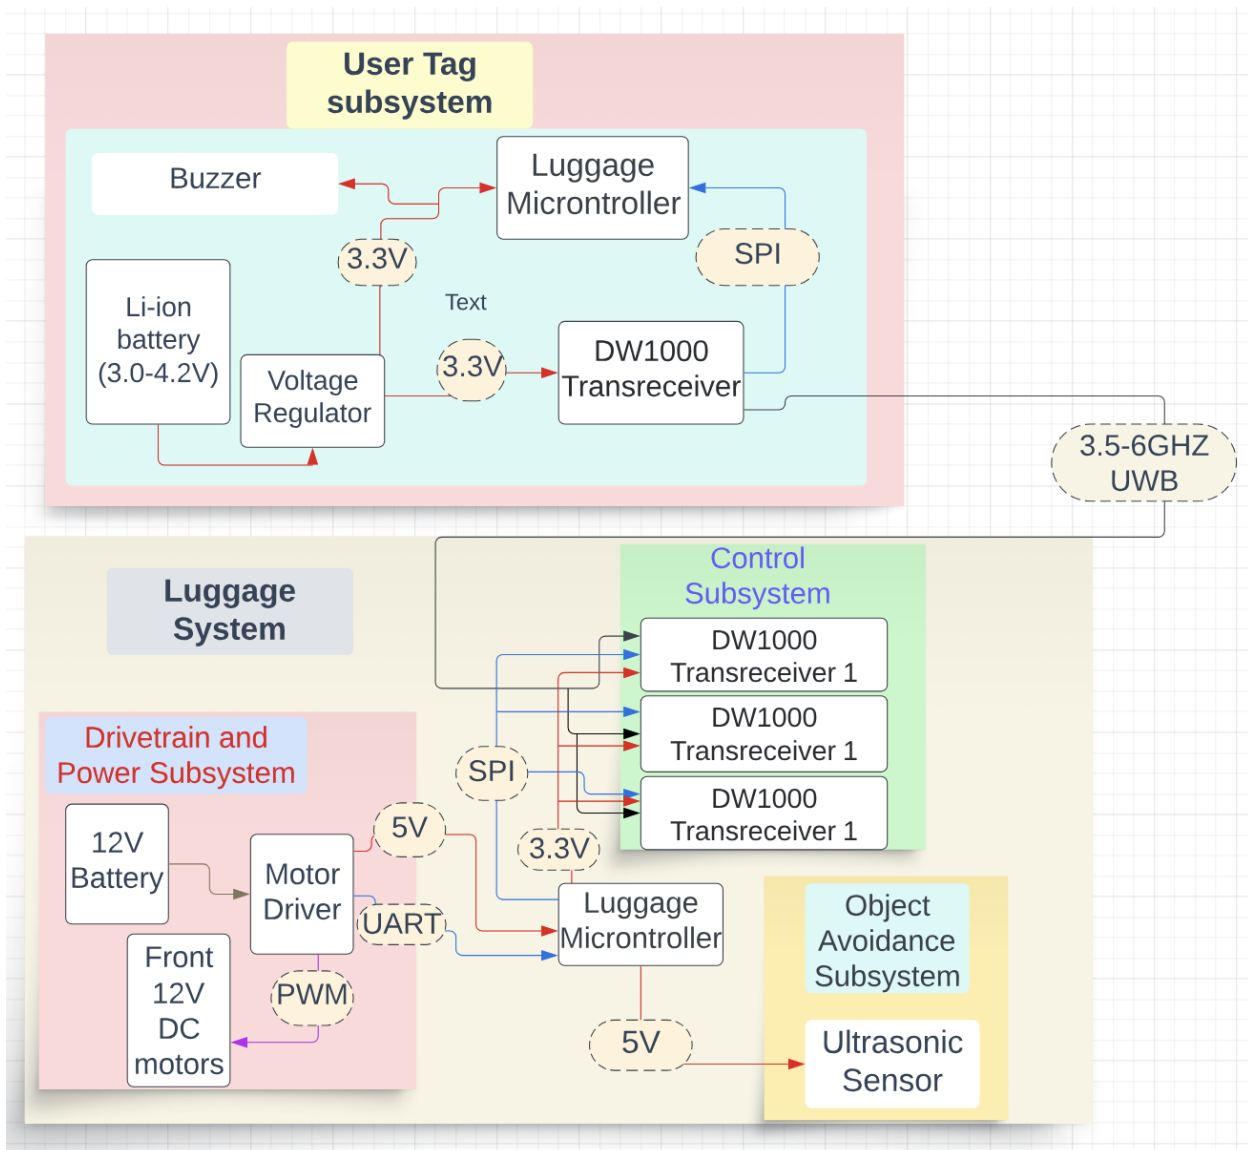 User Tag
subsystem
Buzzer
Luggage
Microntroller
SPI
3.3V
Li-ion
battery
(3.0-4.2V)
Text
Voltage
Regulator
3.3V
DW1000
Transreceiver
3.5-6GHZ
UWB
Luggage
System
Control
Subsystem
DW1000
Transreceiver 1
DW1000
Transreceiver 1
DW1000
Transreceiver 1
Drivetrain and
Power Subsystem
SPI
12V
Battery
5V
3.3V
Motor
Driver
UART
Luggage
Microntroller
Front
12V
DC
motors
PWM
5V
Object
Avoidance
Subsystem
Ultrasonic
Sensor